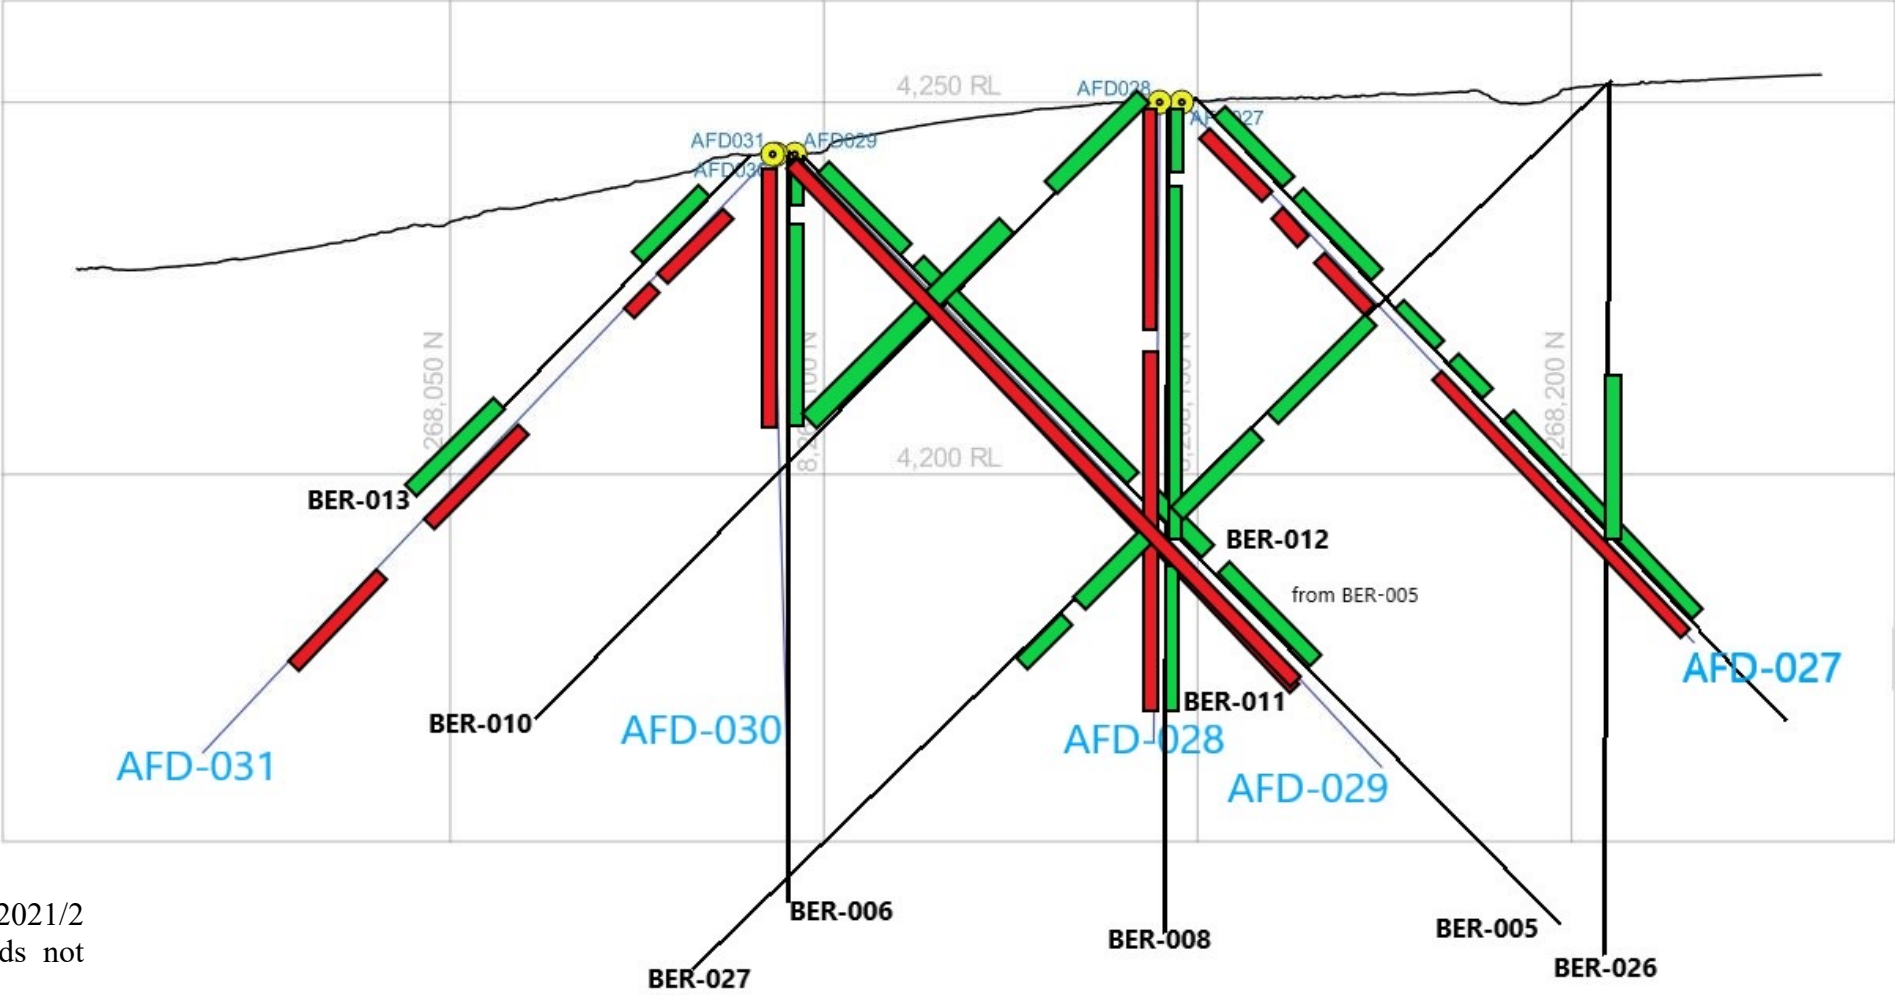 4,250 RL
AFD028
AFD031
AFD029
268,050 N
268,200 N
4,200 RL
BER-013
BER-012
from BER-005
AFD-027
BER-011
BER-010
AFD-030
AFD-028
AFD-031
AFD-029
2021/2
BER-006
BER-005
BER-008
ds not
BER-026
BER-027